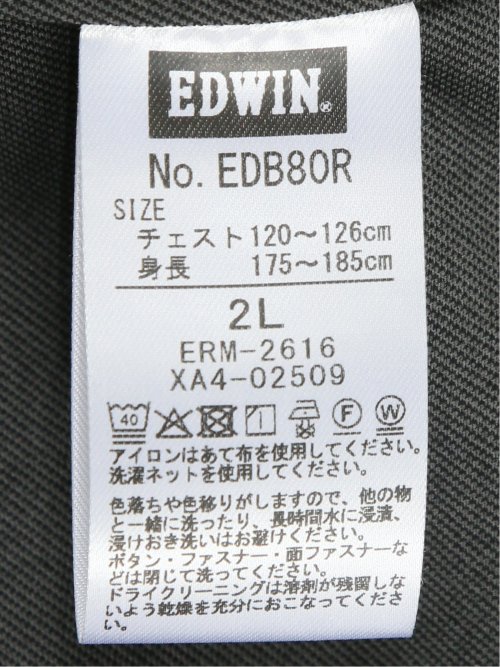 EDWIN®
No. EDB80R
SIZE
チェスト 120〜126cm
身長 175〜185cm
2L
ERM-2616
XA4-02509
40 F W
アイロンはあて布を使用してください。
洗濯ネットを使用してください。
色落ちや色移りがしますので、他の物
と一緒に洗ったり、長時間水に浸漬、
浸けおき洗いはお避けください。
ボタン・ファスナー・面ファスナーな
どは閉じて洗ってください。
ドライクリーニングは溶剤が残留しな
いよう乾燥を充分におこなってくださ
い。